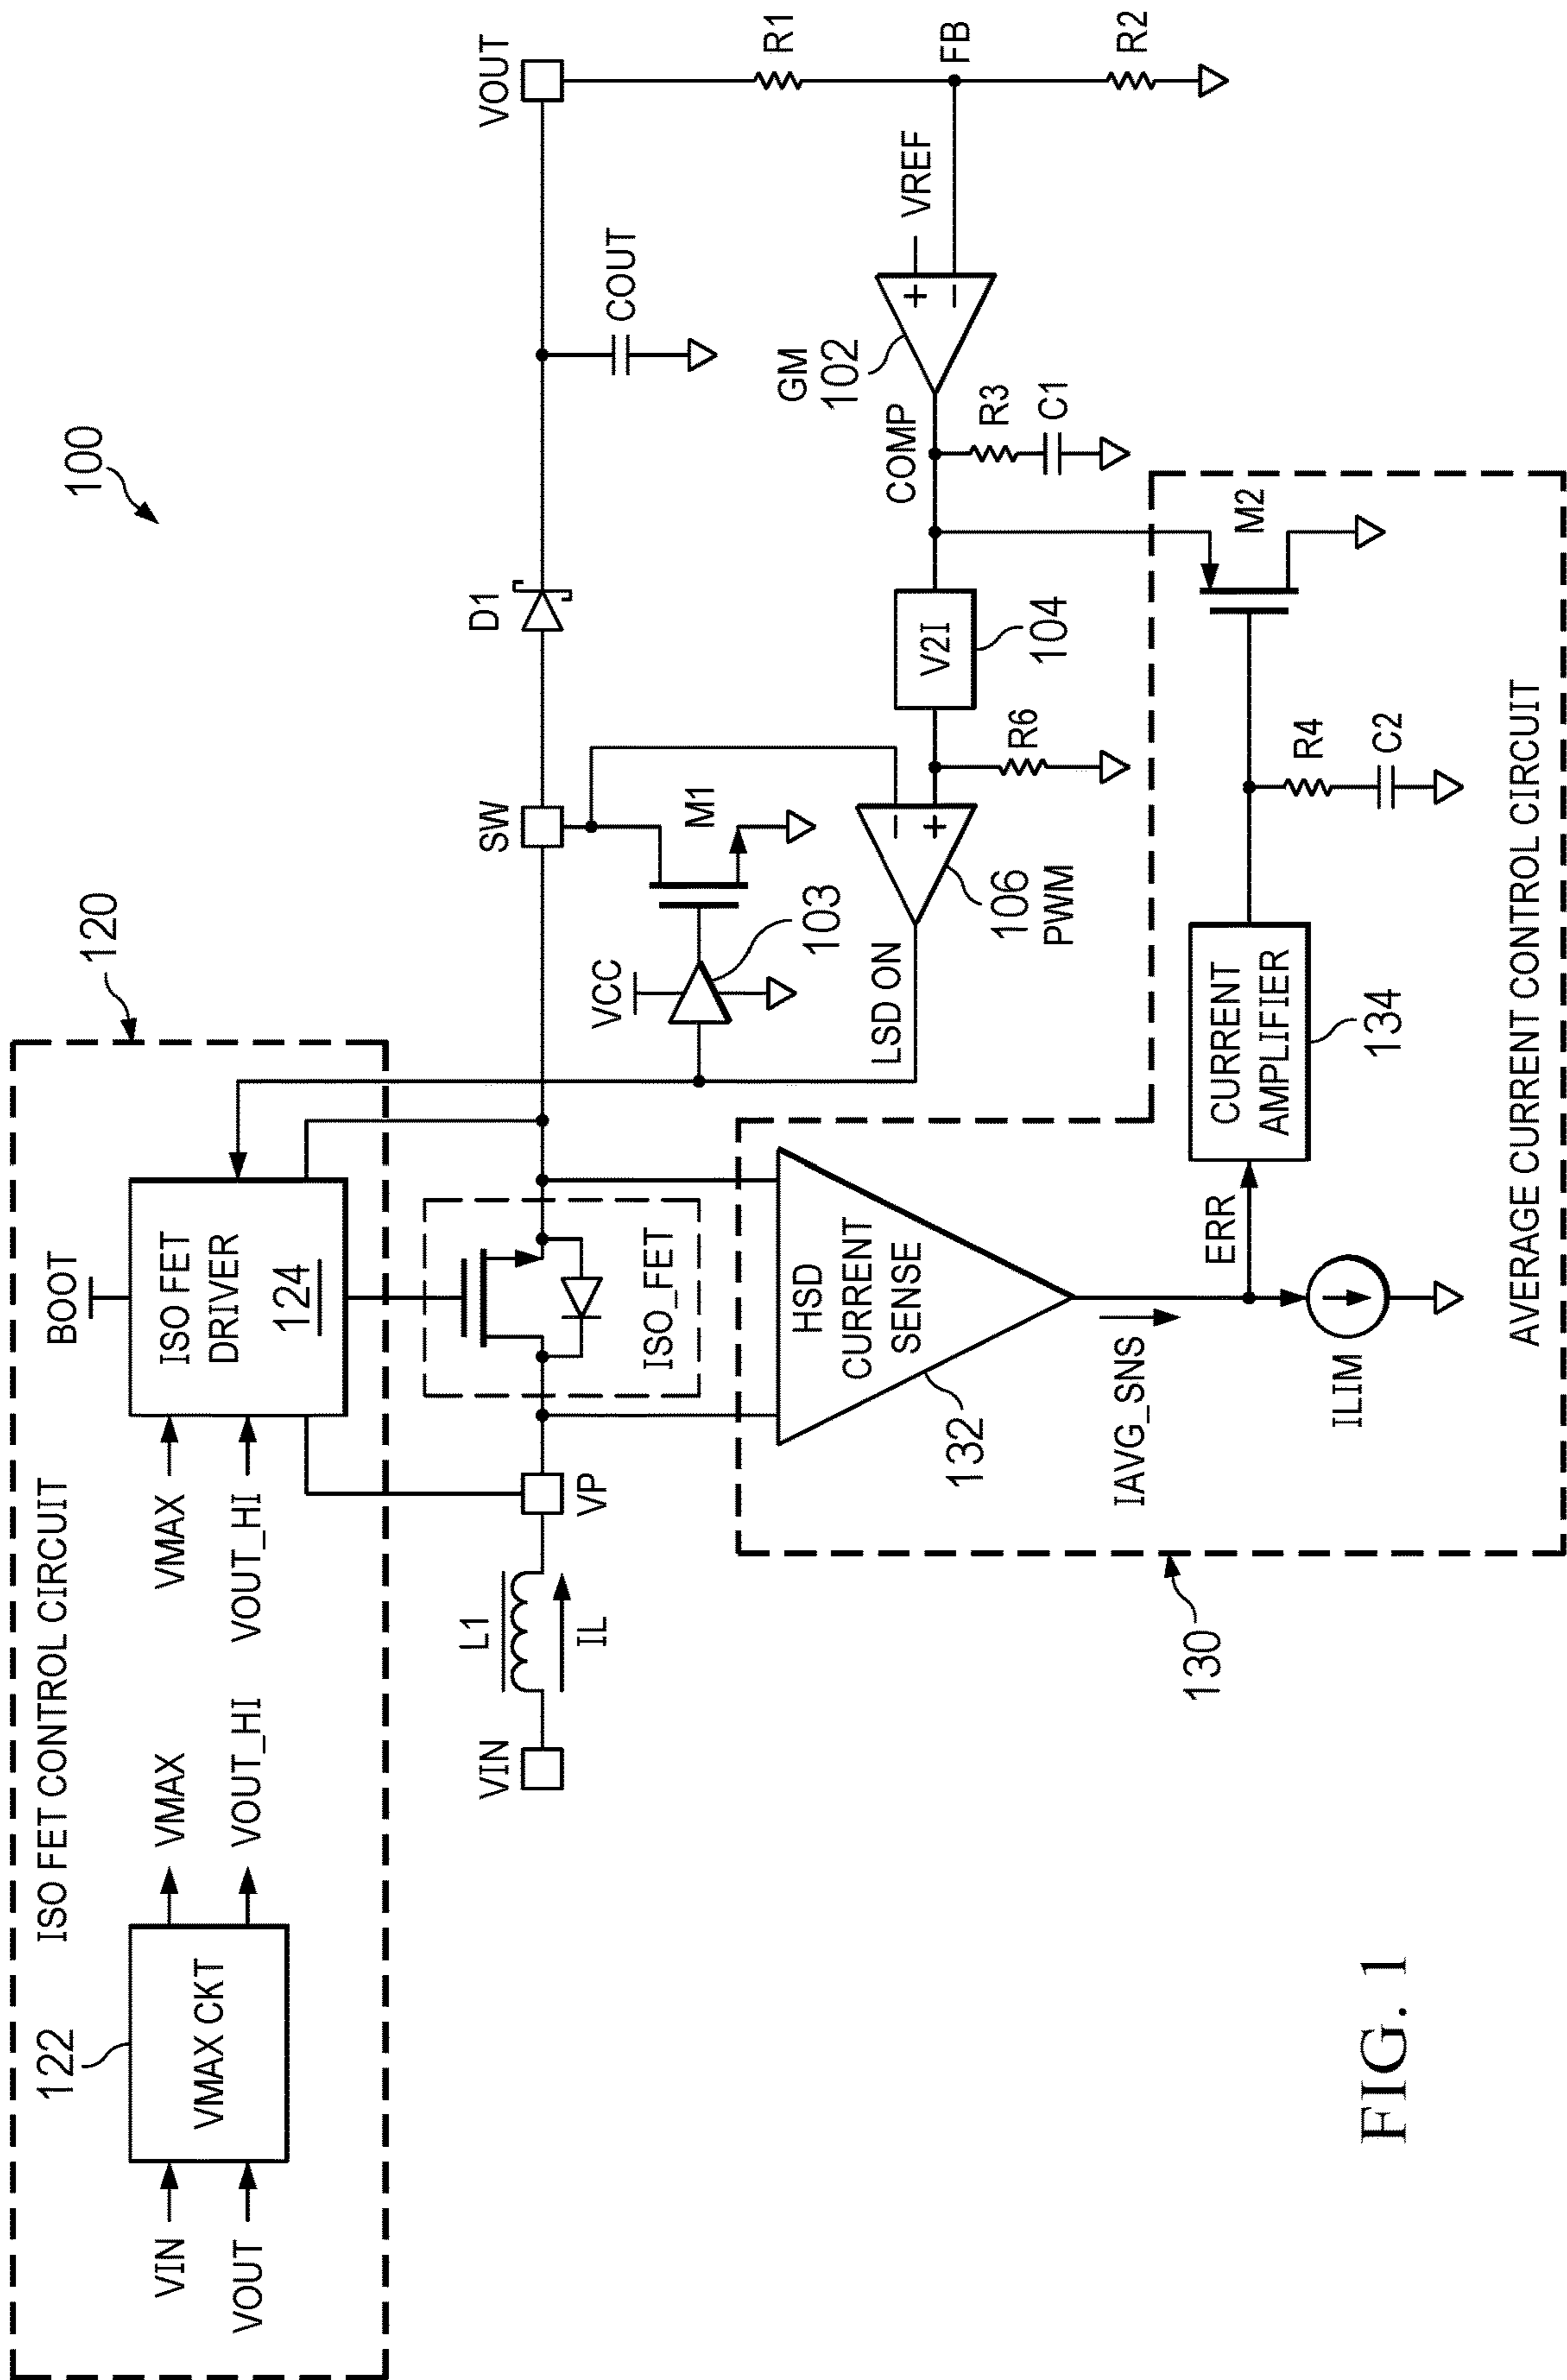 100
120
ISO FET CONTROL CIRCUIT
122
VIN
VOUT
VMAX CKT
VMAX
VOUT_HI
VMAX
VOUT_HI
BOOT
ISO FET
DRIVER
124
VIN
L1
IL
VP
ISO_FET
SW
D1
VOUT
COUT
VCC
103
M1
LSD ON
106
PWM
-
+
R6
V2I
104
COMP
GM
102
+
-
VREF
FB
R1
R2
R3
C1
HSD
CURRENT
SENSE
132
IAVG_SNS
ERR
ILIM
CURRENT
AMPLIFIER
134
R4
C2
M2
130
AVERAGE CURRENT CONTROL CIRCUIT
FIG. 1